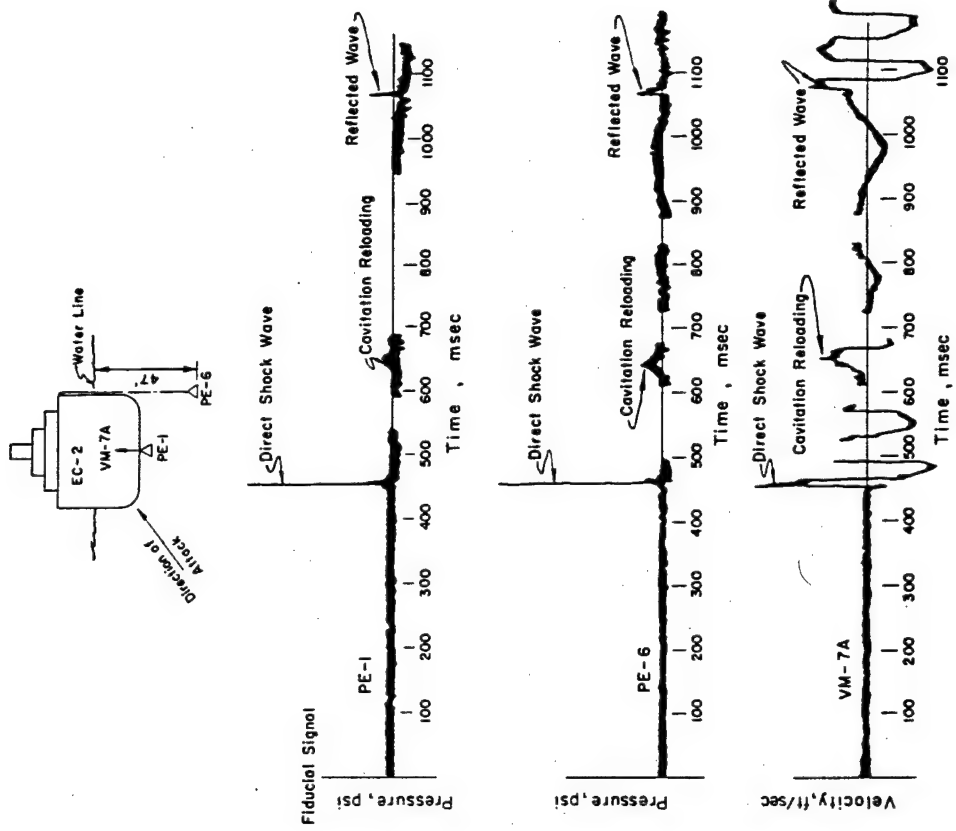 EC-2
VM-7A
Water Line
47'
PE-6
PE-1
Direction of
Attack
Fiducial Signal
Pressure, psi
PE-1
Direct Shock Wave
Cavitation Reloading
Reflected Wave
100 200 300 400 500 600 700 800 900 1000 1100
Time, msec
Pressure, psi
PE-6
Direct Shock Wave
Cavitation Reloading
Reflected Wave
100 200 300 400 500 600 700 800 900 1000 1100
Time, msec
Velocity, ft/sec
VM-7A
Direct Shock Wave
Cavitation Reloading
Reflected Wave
100 200 300 400 500 600 700 800 900 1000 1100
Time, msec